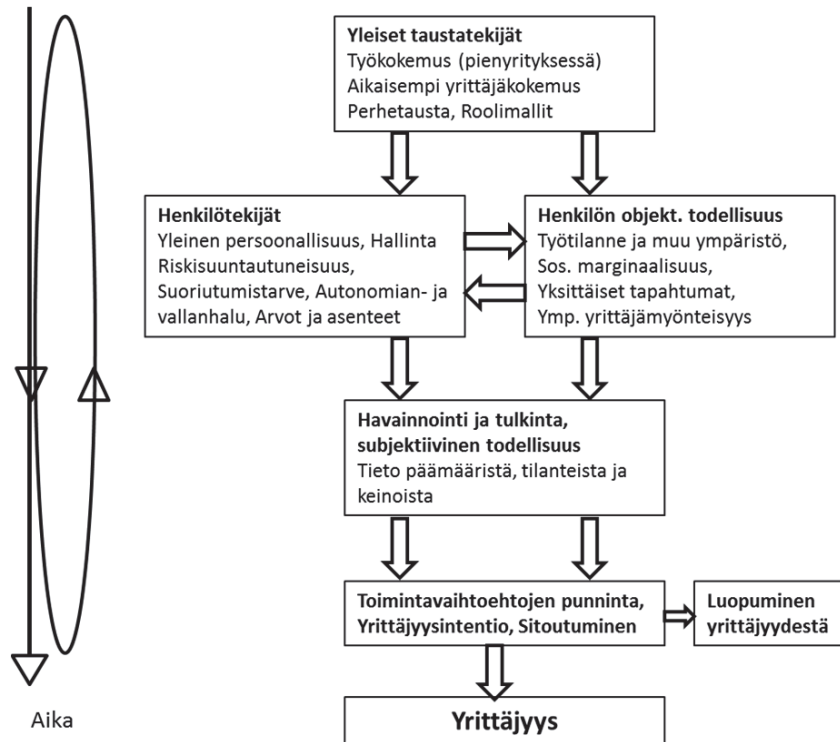 Yleiset taustatekijät
Työkokemus (pienyrityksessä)
Aikaisempi yrittäjäkokemus
Perhetausta, Roolimallit
Henkilötekijät
Yleinen persoonallisuus, Hallinta
Riskisuuntautuneisuus,
Suoriutumistarve, Autonomian- ja
vallanhalu, Arvot ja asenteet
Henkilön objekt. todellisuus
Työtilanne ja muu ympäristö,
Sos. marginaalisuus,
Yksittäiset tapahtumat,
Ymp. yrittäjämyönteisyys
Havainnointi ja tulkinta,
subjektiivinen todellisuus
Tieto päämääristä, tilanteista ja
keinoista
Toimintavaihtoehtojen punninta,
Yrittäjyysintentio, Sitoutuminen
Luopuminen
yrittäjyydestä
Yrittäjyys
Aika